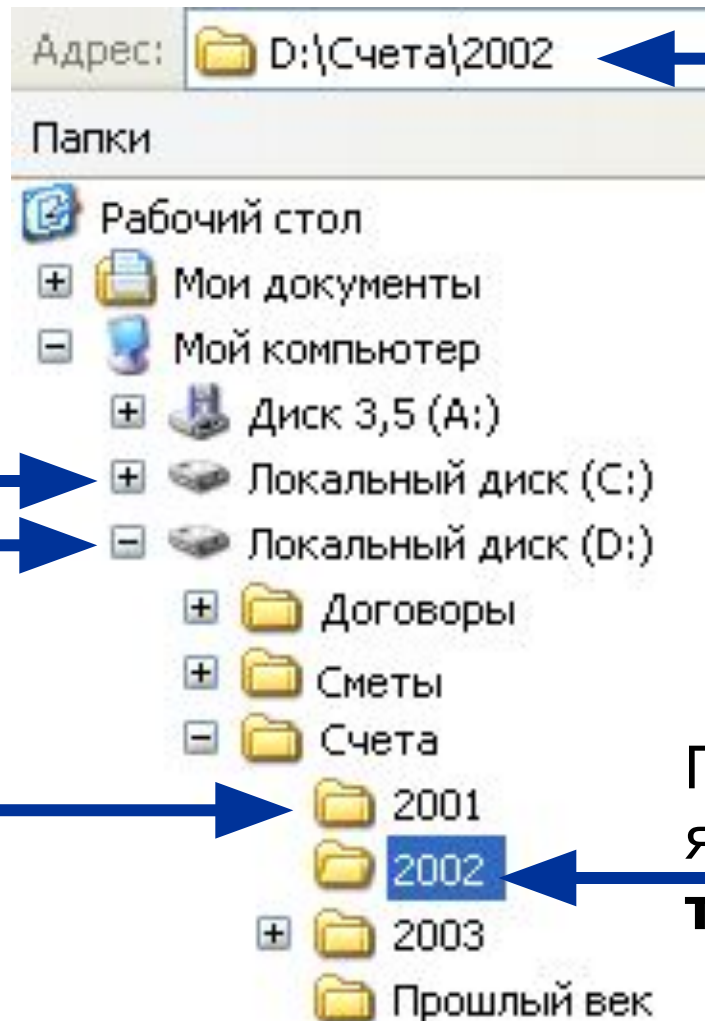 Адрес: D:\Счета\2002
Папки
Рабочий стол
Мои документы
Мой компьютер
Диск 3,5 (A:)
Локальный диск (C:)
Локальный диск (D:)
Договоры
Сметы
Счета
2001
2002
2003
Прошлый век